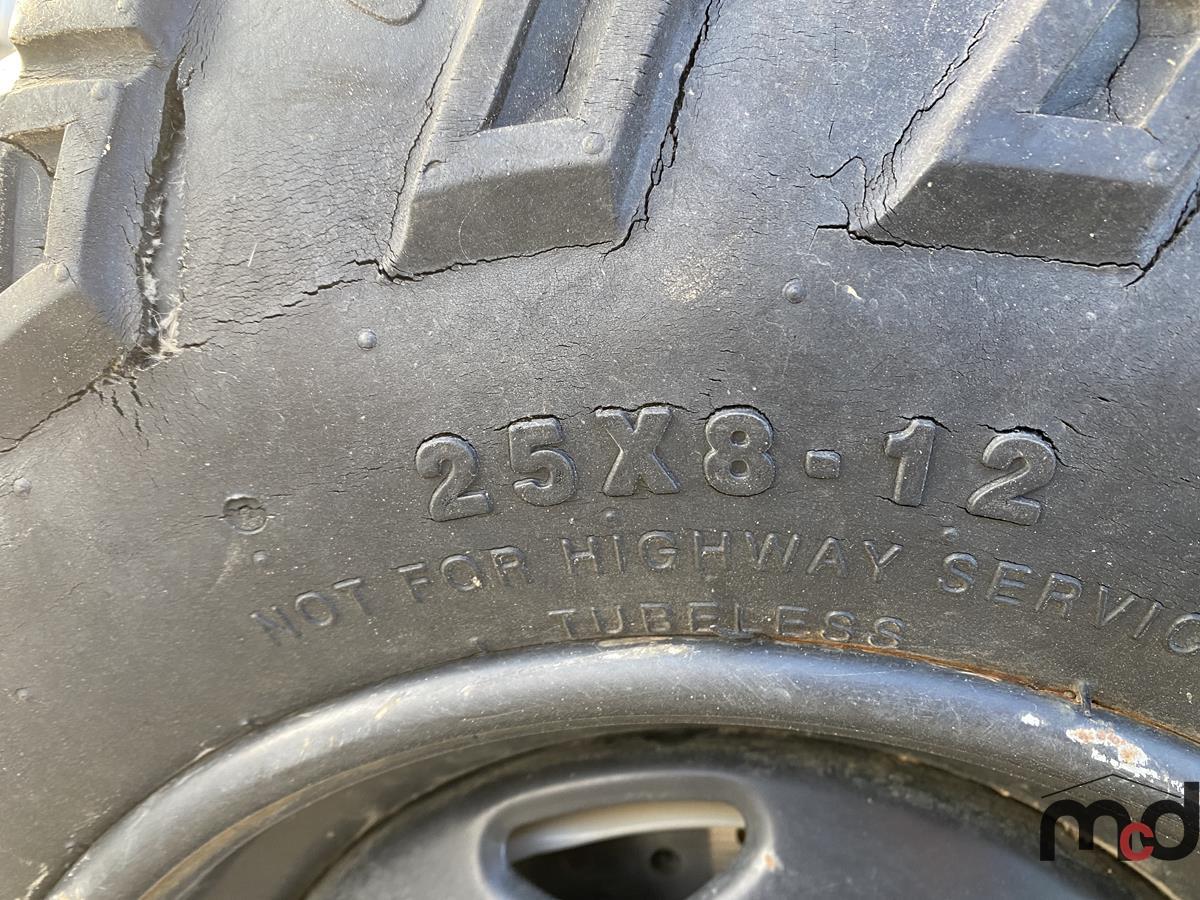 25X8-12
NOT FOR HIGHWAY SERVIC
TUBELESS
mcd